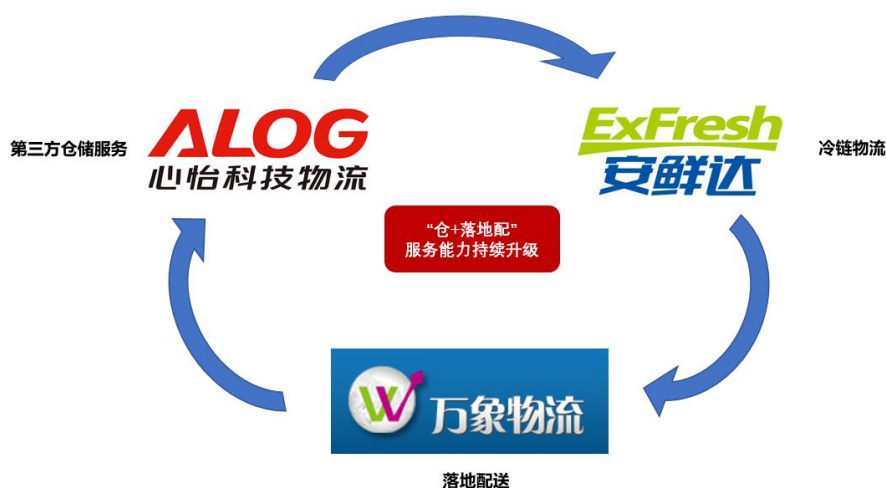 第三方仓储服务
ALOG
心怡科技物流
ExFresh
安鲜达
冷链物流
“仓+落地配”
服务能力持续升级
万象物流
落地配送